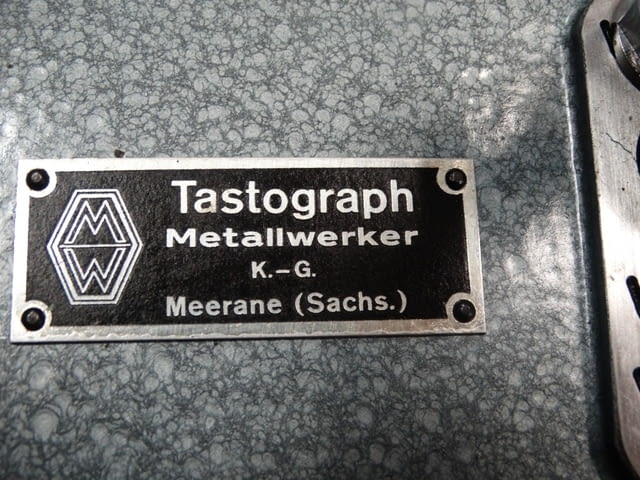 M
W
Tastograph
Metallwerker
K.-G.
Meerane (Sachs.)